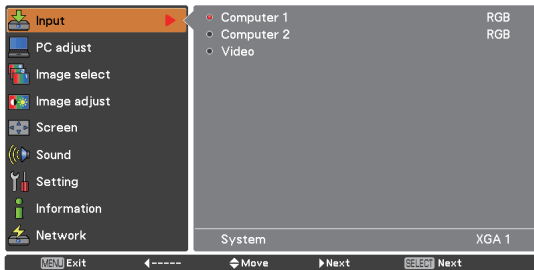 Input
PC adjust
Image select
Image adjust
Screen
Sound
Setting
Information
Network
Computer 1 RGB
Computer 2 RGB
Video
System XGA 1
MENU Exit ----- Move Next SELECT Next